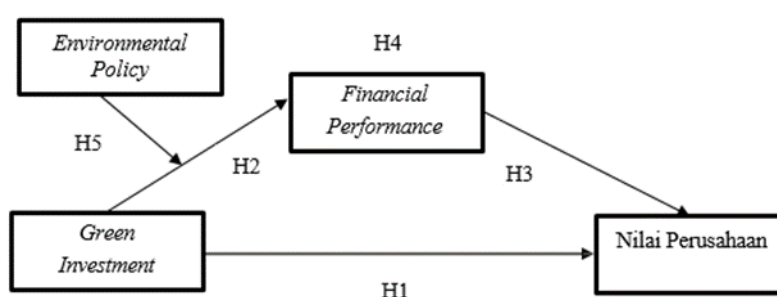 Environmental
Policy
H4
Financial
Performance
H5
H2
H3
Green
Investment
Nilai Perusahaan
H1